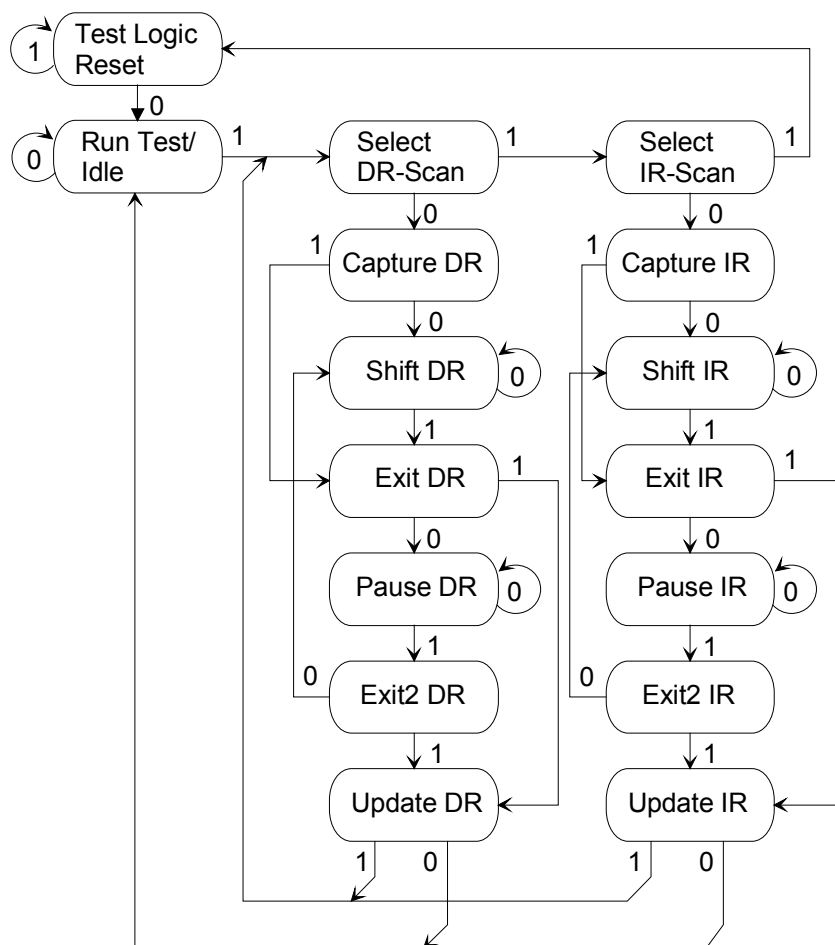 Test Logic
Reset
1
0
Run Test/
Idle
0
1
Select
DR-Scan
1
Select
IR-Scan
1
0
0
1
Capture DR
1
Capture IR
0
0
Shift DR
0
Shift IR
0
1
1
Exit DR
1
Exit IR
1
0
0
Pause DR
0
Pause IR
0
1
1
0
Exit2 DR
0
Exit2 IR
1
1
Update DR
Update IR
1
0
1
0